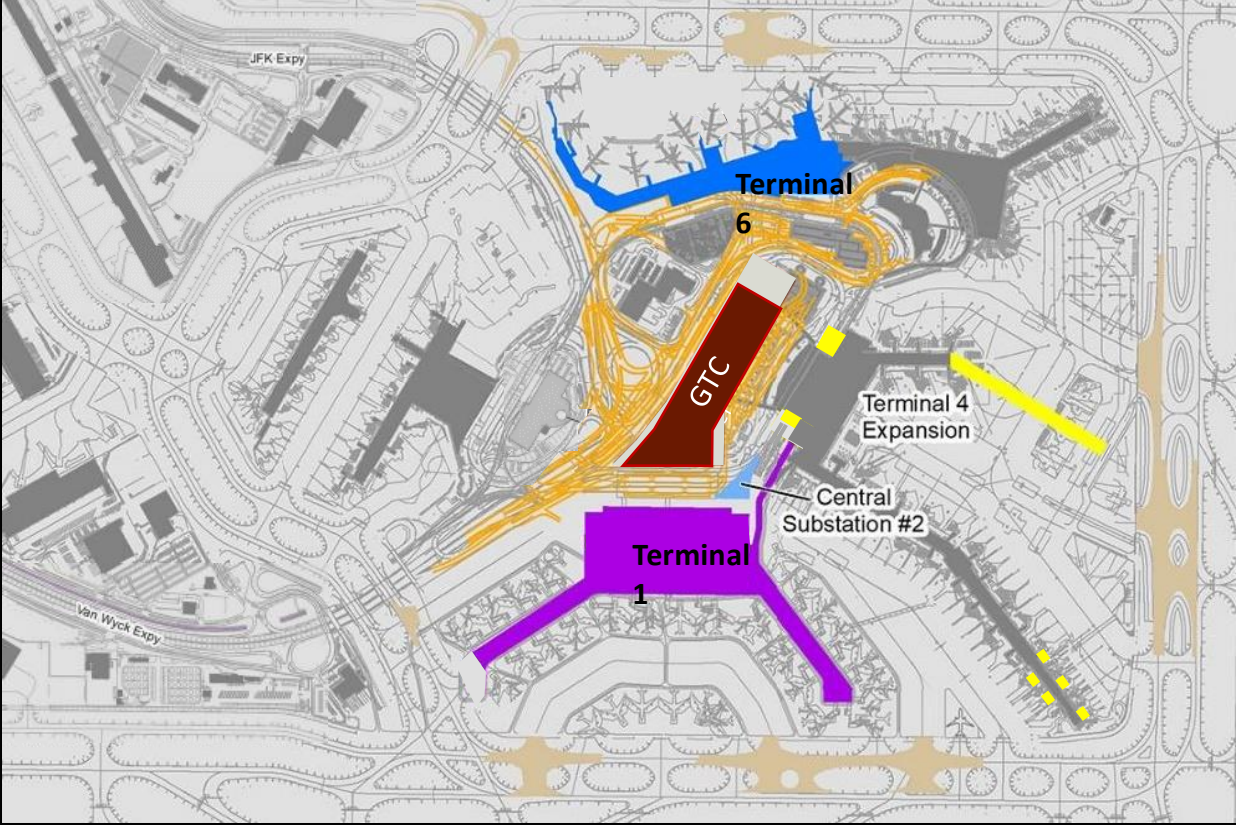 JFK Expy
Terminal
6
GTC
Terminal 4
Expansion
Central
Substation #2
Terminal
1
Van Wyck Expy